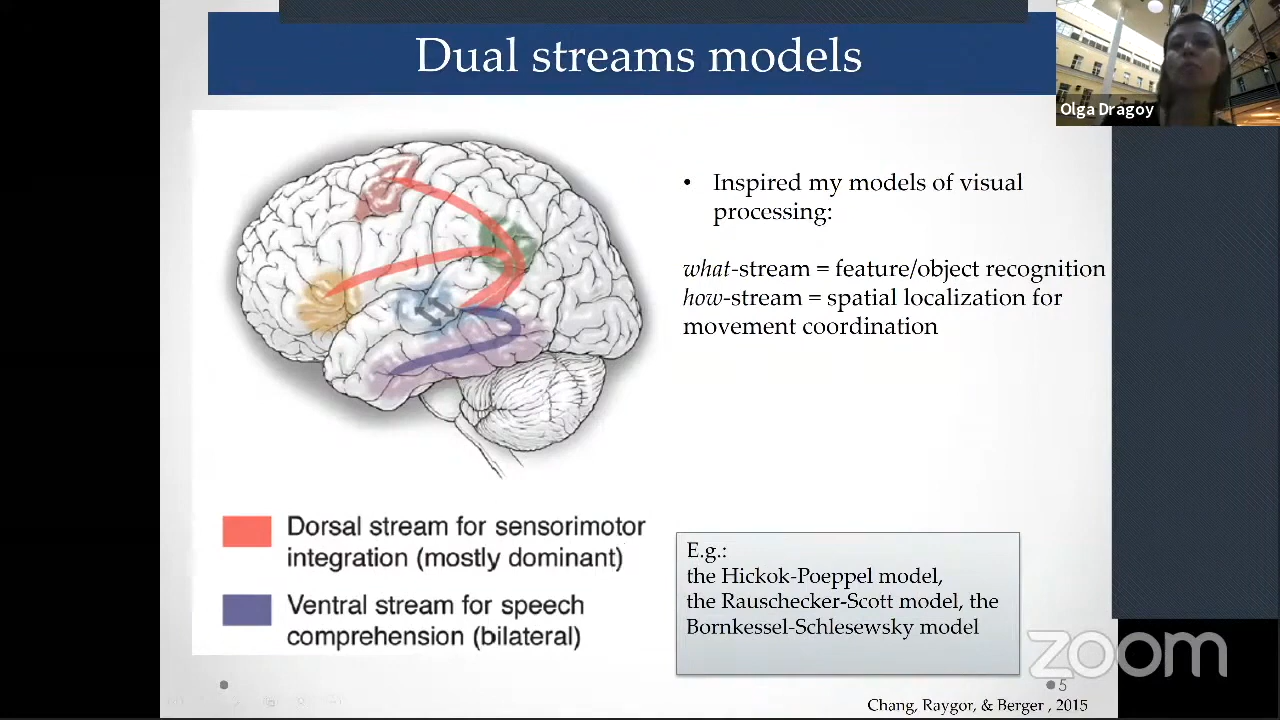 Dual streams models
Olga Dragoy
• Inspired my models of visual
processing:
what-stream = feature/object recognition
how-stream = spatial localization for
movement coordination
Dorsal stream for sensorimotor
integration (mostly dominant)
Ventral stream for speech
comprehension (bilateral)
E.g.:
the Hickok-Poeppel model,
the Rauschecker-Scott model, the
Bornkessel-Schlesewsky model
zoom
5
Chang, Raygor, & Berger , 2015